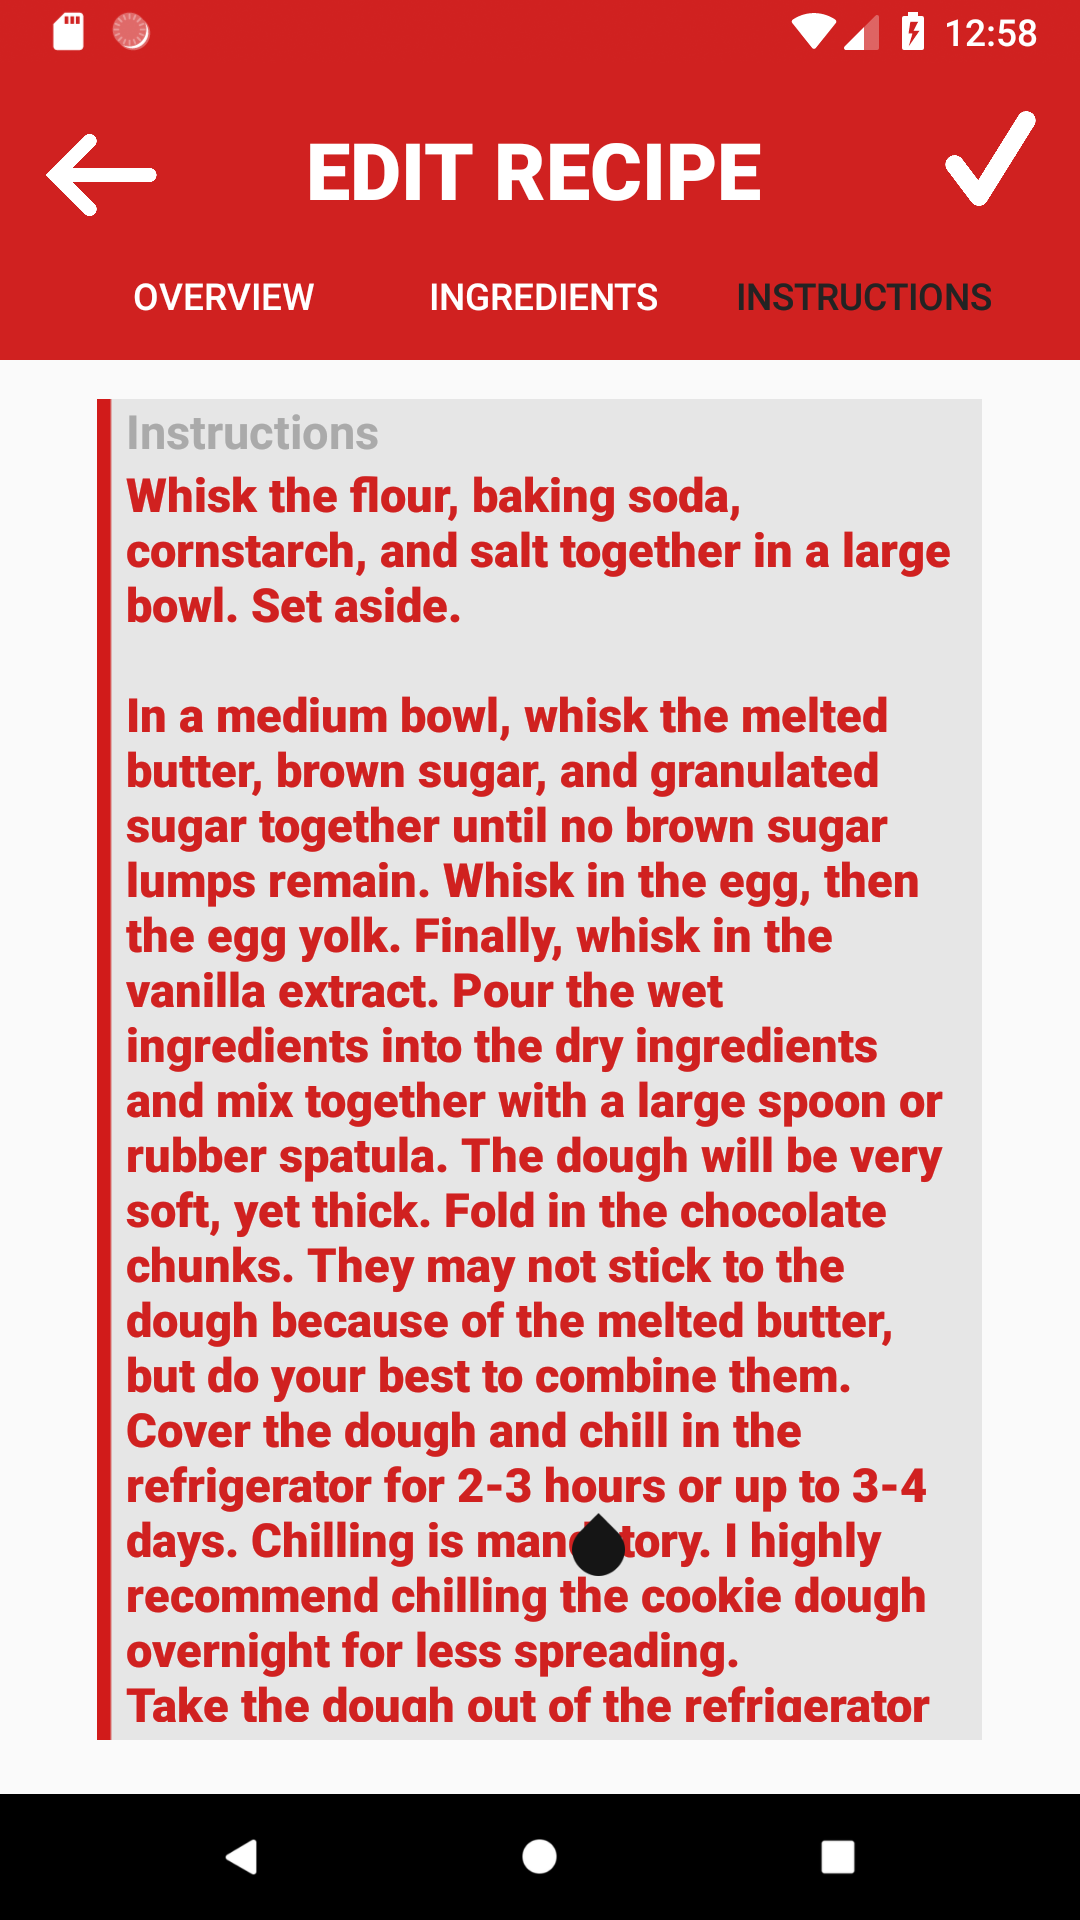 12:58
EDIT RECIPE
OVERVIEW INGREDIENTS INSTRUCTIONS
Instructions
Whisk the flour, baking soda,
cornstarch, and salt together in a large
bowl. Set aside.
In a medium bowl, whisk the melted
butter, brown sugar, and granulated
sugar together until no brown sugar
lumps remain. Whisk in the egg, then
the egg yolk. Finally, whisk in the
vanilla extract. Pour the wet
ingredients into the dry ingredients
and mix together with a large spoon or
rubber spatula. The dough will be very
soft, yet thick. Fold in the chocolate
chunks. They may not stick to the
dough because of the melted butter,
but do your best to combine them.
Cover the dough and chill in the
refrigerator for 2-3 hours or up to 3-4
days. Chilling is mandatory. I highly
recommend chilling the cookie dough
overnight for less spreading.
Take the dough out of the refrigerator